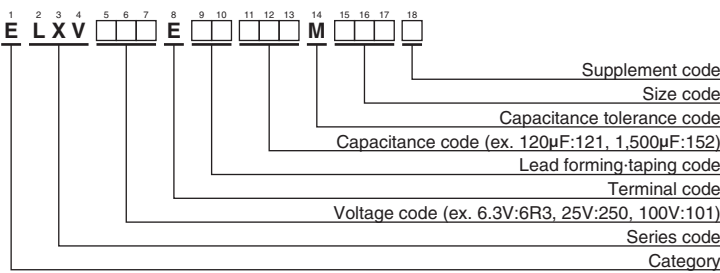 1 2 3 4 5 6 7 8 9 10 11 12 13 14 15 16 17 18
E L X V □□□ E □□ □□□ M □□□ □
Supplement code
Size code
Capacitance tolerance code
Capacitance code (ex. 120µF:121, 1,500µF:152)
Lead forming·taping code
Terminal code
Voltage code (ex. 6.3V:6R3, 25V:250, 100V:101)
Series code
Category